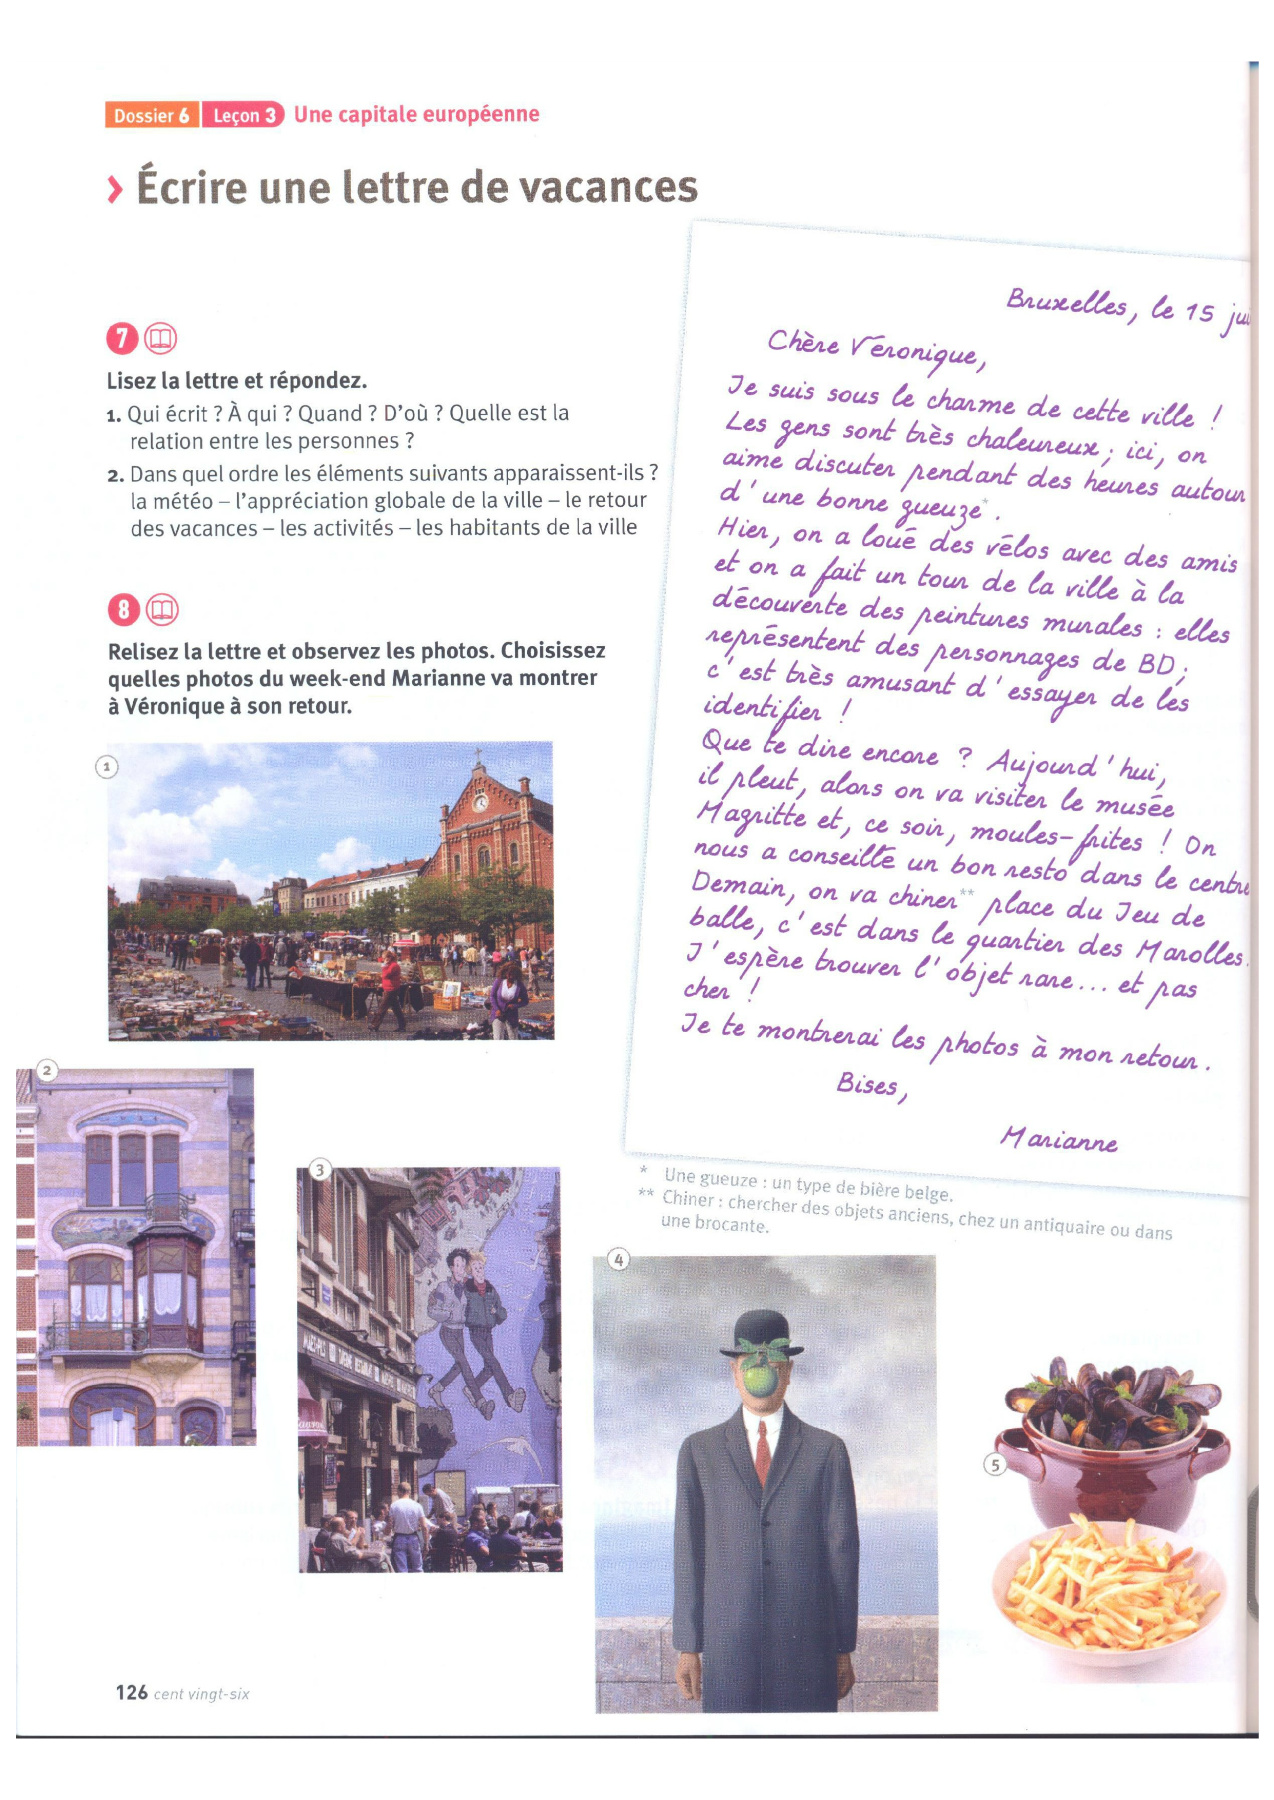 Dossier 6 Leçon 3 Une capitale européenne
› Écrire une lettre de vacances
7
Lisez la lettre et répondez.
1. Qui écrit ? À qui ? Quand ? D'où ? Quelle est la
relation entre les personnes ?
2. Dans quel ordre les éléments suivants apparaissent-ils ?
la météo – l'appréciation globale de la ville – le retour
des vacances – les activités – les habitants de la ville
8
Relisez la lettre et observez les photos. Choisissez
quelles photos du week-end Marianne va montrer
à Véronique à son retour.
Bruxelles, le 15
Chère Véronique,
Je suis sous le charme de cette ville !
Les gens sont très chaleureux ; ici, on
aime discuter pendant des heures autour
d'une bonne gueuze*.
Hier, on a loué des vélos avec des amis
et on a fait un tour de la ville à la
découverte des peintures murales : elles
représentent des personnages de BD ;
c'est très amusant d'essayer de les
identifier !
Que te dire encore ? Aujourd'hui,
il pleut, alors on va visiter le musée
Magritte et, ce soir, moules-frites ! On
nous a conseillé un bon resto dans le centre
Demain, on va chiner** place du Jeu de
balle, c'est dans le quartier des Marolles.
J'espère trouver l'objet rare... et pas
cher !
Je te montrerai les photos à mon retour.
Bises,
Marianne
* Une gueuze : un type de bière belge.
** Chiner : chercher des objets anciens, chez un antiquaire ou dans
une brocante.
1
2
3
4
5
126 cent vingt-six